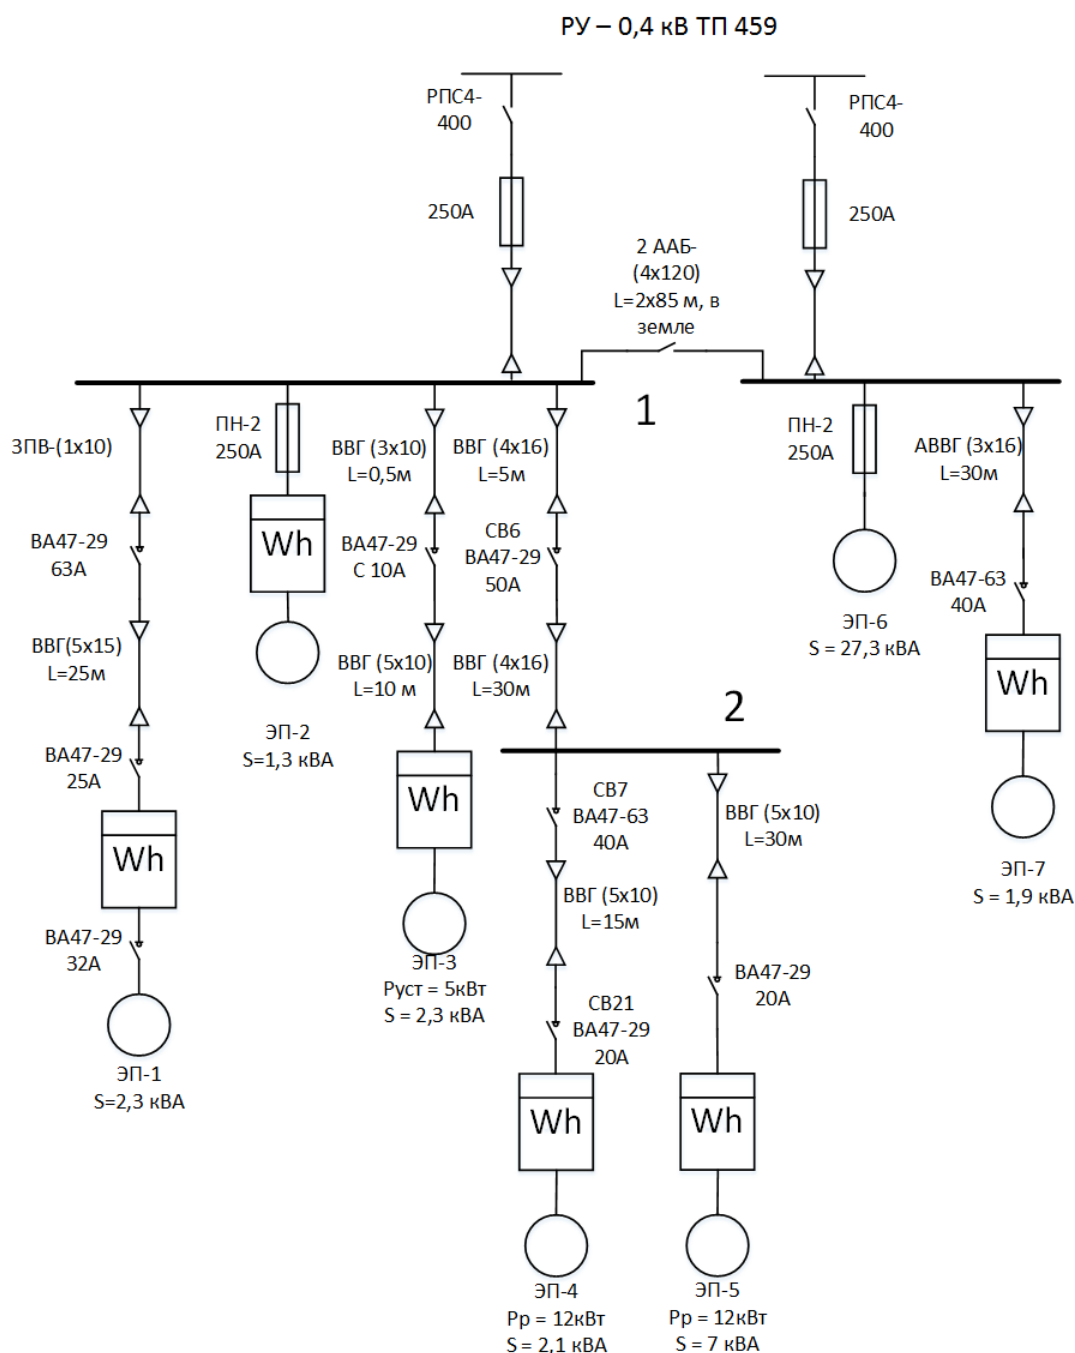 РУ – 0,4 кВ ТП 459
РПС4-
400
РПС4-
400
250А
250А
2 ААБ-
(4х120)
L=2х85 м, в
земле
1
ЗПВ-(1х10)
ПН-2
250А
ВВГ (3х10)
L=0,5м
ВВГ (4х16)
L=5м
ПН-2
250А
АВВГ (3х16)
L=30м
ВА47-29
63А
Wh
ВА47-29
С 10А
СВ6
ВА47-29
50А
ВА47-63
40А
ЭП-6
S = 27,3 кВА
ВВГ(5х15)
L=25м
ВВГ (5х10)
L=10 м
ВВГ (4х16)
L=30м
Wh
2
ЭП-2
S=1,3 кВА
ВА47-29
25А
Wh
Wh
СВ7
ВА47-63
40А
ВВГ (5х10)
L=30м
ЭП-7
S = 1,9 кВА
ВВГ (5х10)
L=15м
ВА47-29
32А
ЭП-3
Руст = 5кВт
S = 2,3 кВА
ВА47-29
20А
СВ21
ВА47-29
20А
ЭП-1
S=2,3 кВА
Wh
Wh
ЭП-4
Рр = 12кВт
S = 2,1 кВА
ЭП-5
Рр = 12кВт
S = 7 кВА